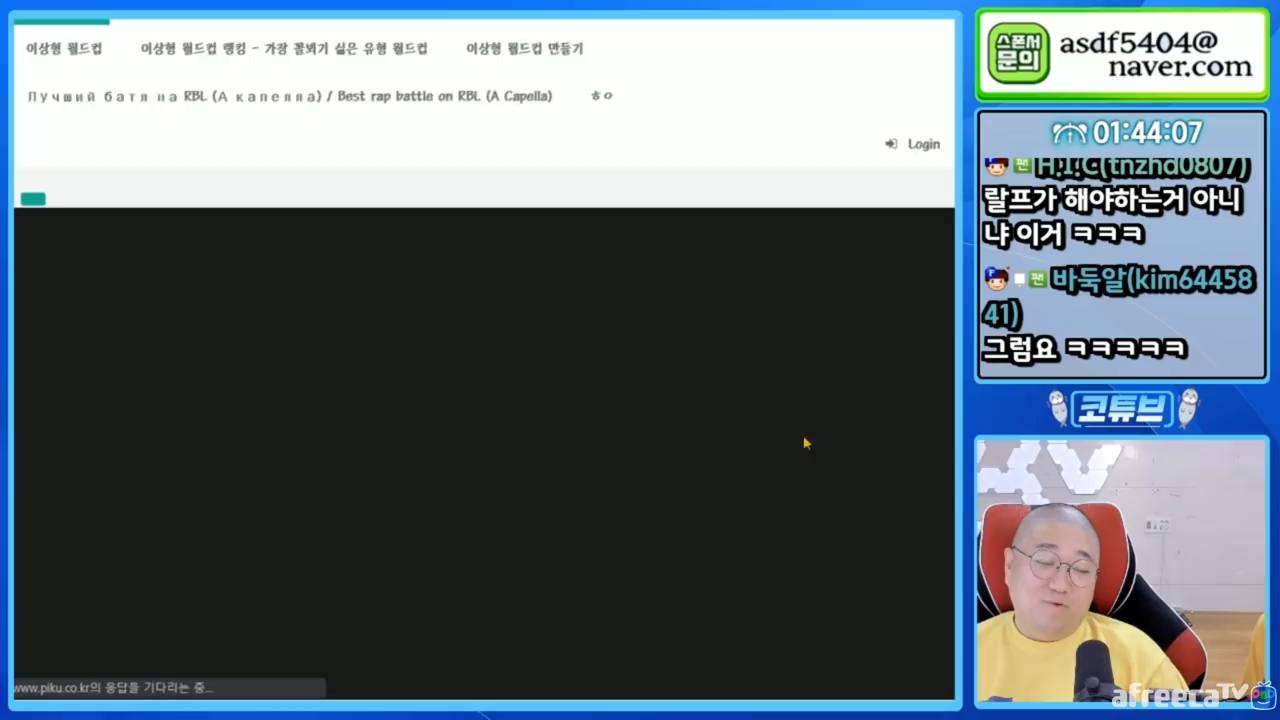 이상형 월드컵 이상형 월드컵 랭킹 - 가장 꼴뵈기 싫은 유형 월드컵 이상형 월드컵 만들기
Лучший батл на RBL (А капелла) / Best rap battle on RBL (A Capella) ㅎㅇ
Login
www.piku.co.kr의 응답을 기다리는 중...
스폰서
문의
asdf5404@
naver.com
01:44:07
팬 H.I.C(thzhd0807)
랄프가 해야하는거 아니
냐 이거 ㅋㅋㅋ
F 팬 바둑알(kim64458
41)
그럼요 ㅋㅋㅋㅋㅋ
코튜브
afreecaTV